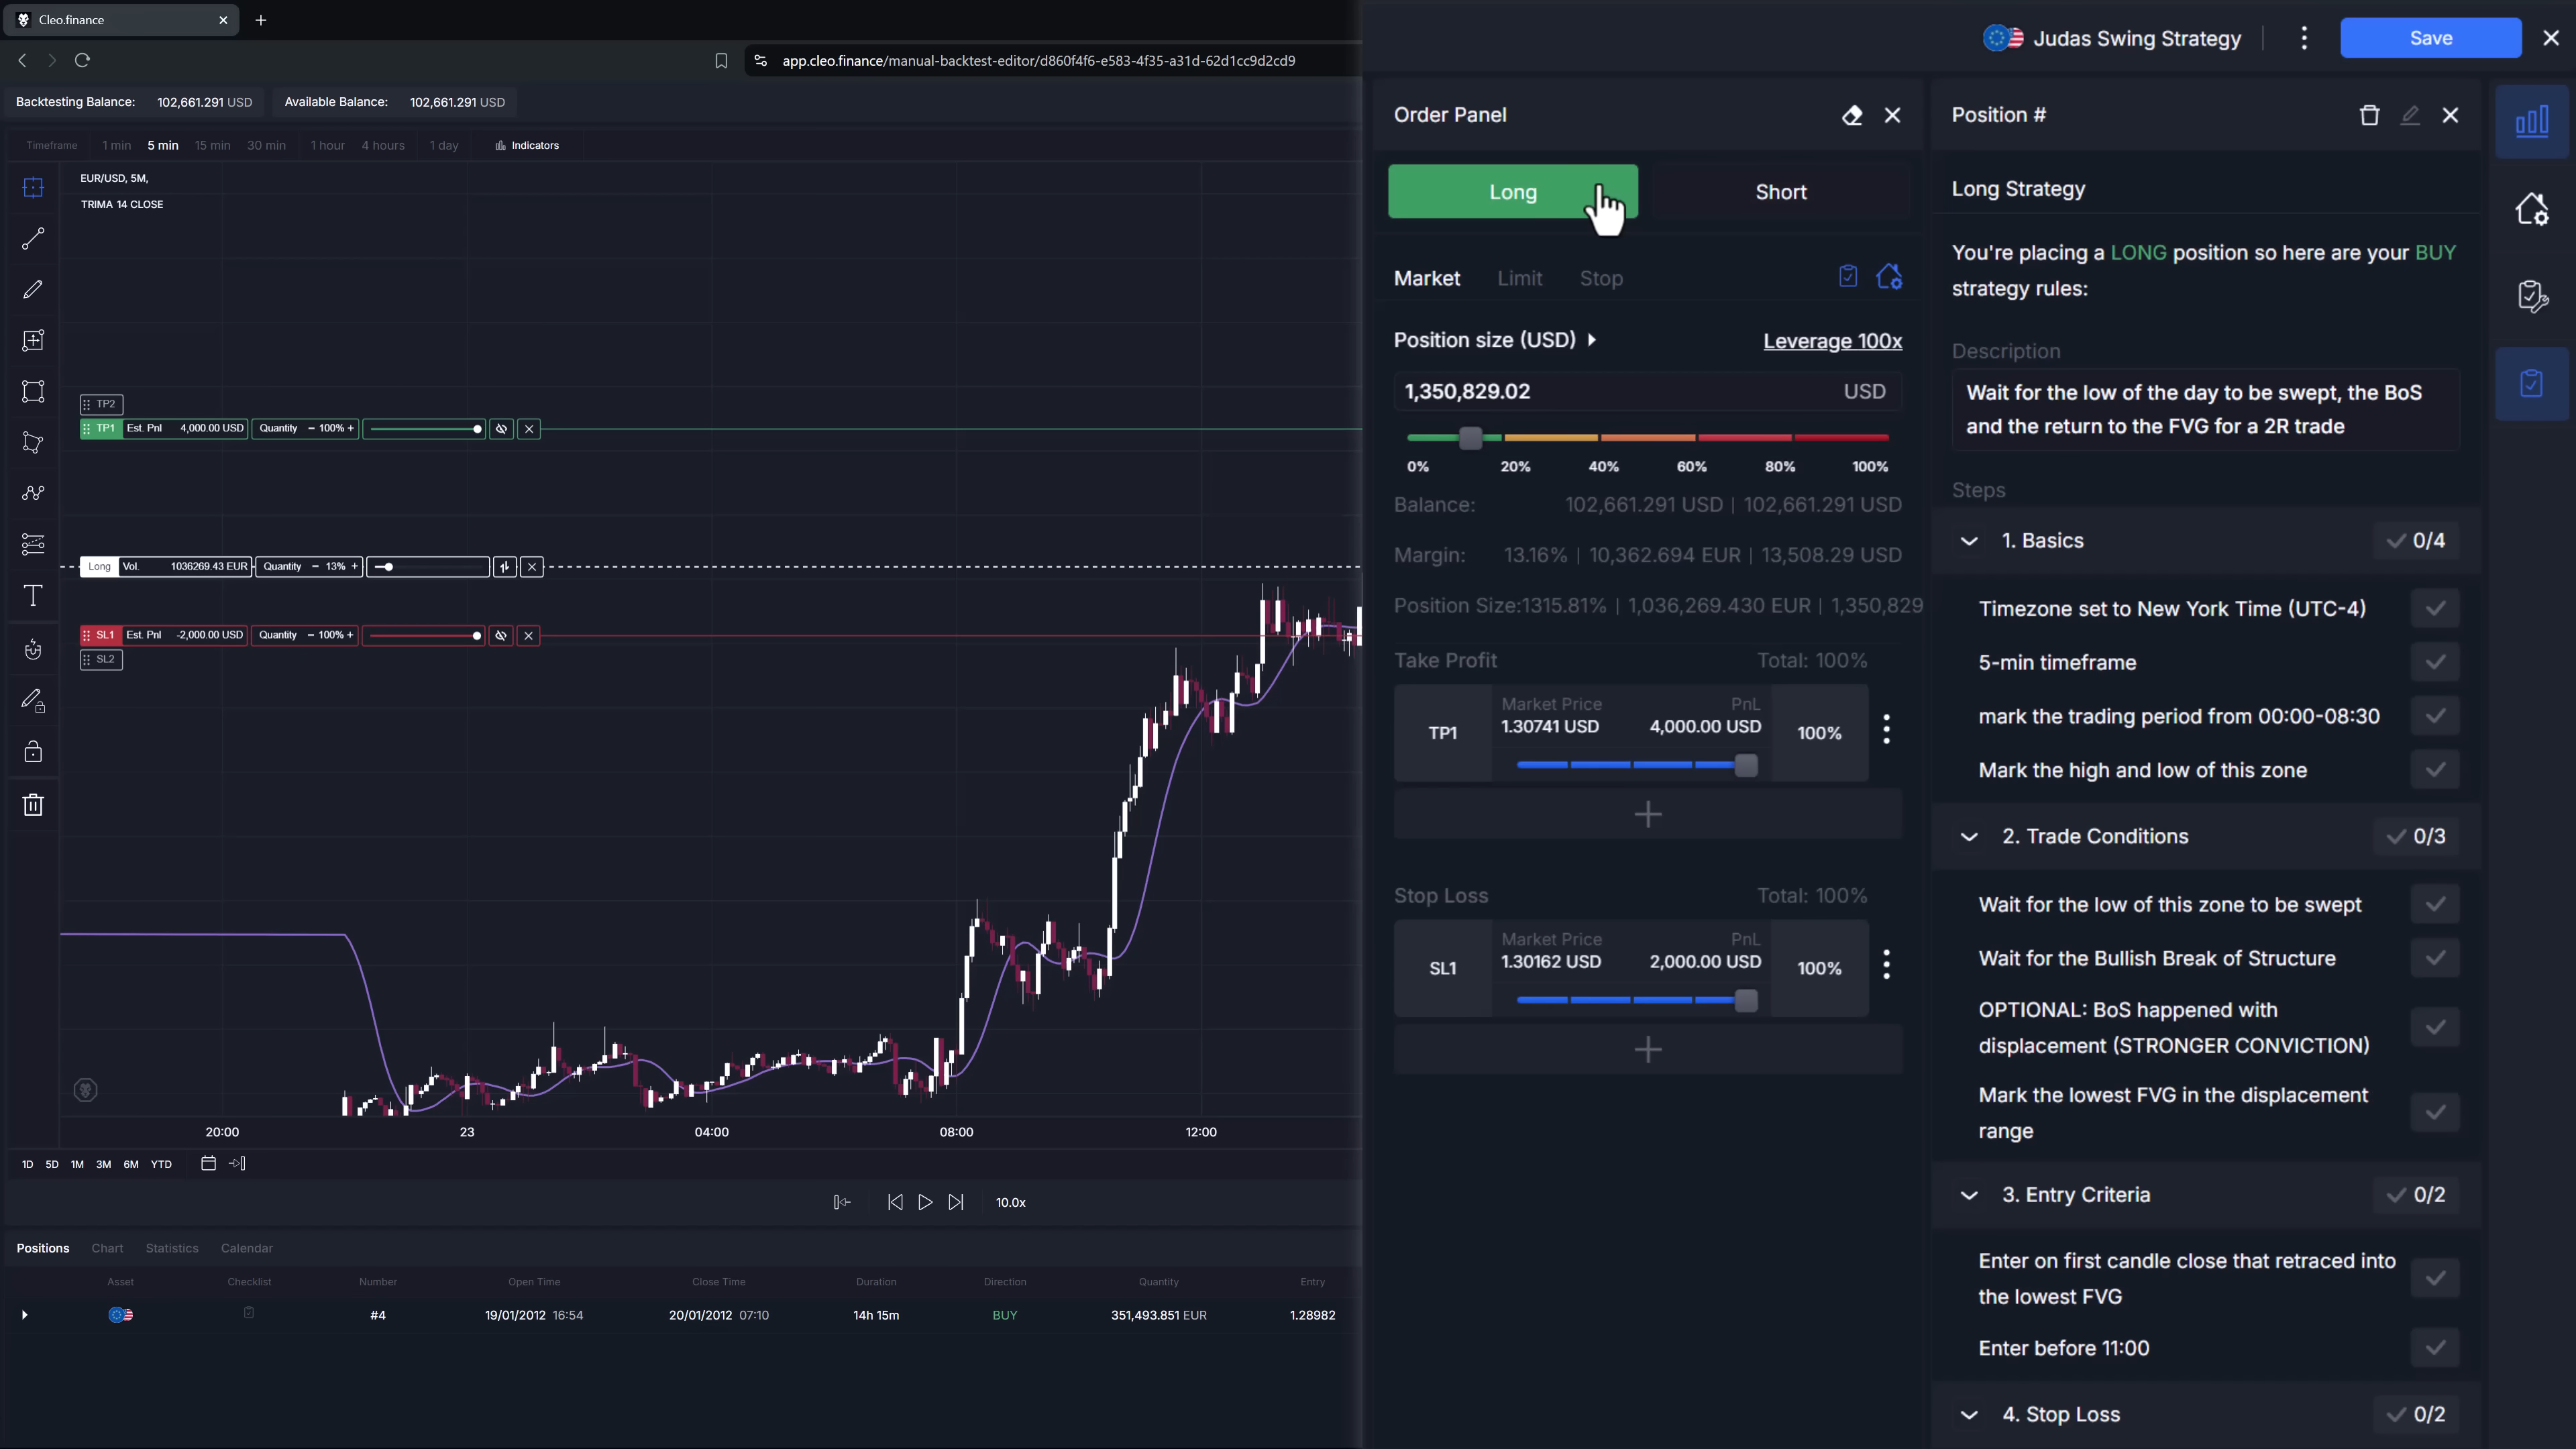 Cleo.finance
app.cleo.finance/manual-backtest-editor/d860f4f6-e583-4f35-a31d-62d1cc9d2cd9
Judas Swing Strategy
Save
Backtesting Balance: 102,661.291 USD Available Balance: 102,661.291 USD
Timeframe 1 min 5 min 15 min 30 min 1 hour 4 hours 1 day Indicators
EUR/USD, 5M,
TRIMA 14 CLOSE
TP2
TP1 Est. Pnl 4,000.00 USD Quantity − 100% +
Long Vol. 1036269.43 EUR Quantity − 13% +
SL1 Est. Pnl -2,000.00 USD Quantity − 100% +
SL2
20:00 23 04:00 08:00 12:00
1D 5D 1M 3M 6M YTD
10.0x
Positions Chart Statistics Calendar
Asset Checklist Number Open Time Close Time Duration Direction Quantity Entry
#4 19/01/2012 16:54 20/01/2012 07:10 14h 15m BUY 351,493.851 EUR 1.28982
Order Panel
Long Short
Market Limit Stop
Position size (USD) Leverage 100x
1,350,829.02 USD
0% 20% 40% 60% 80% 100%
Balance: 102,661.291 USD | 102,661.291 USD
Margin: 13.16% | 10,362.694 EUR | 13,508.29 USD
Position Size:1315.81% | 1,036,269.430 EUR | 1,350,829
Take Profit Total: 100%
Market Price PnL
TP1 1.30741 USD 4,000.00 USD 100%
Stop Loss Total: 100%
Market Price PnL
SL1 1.30162 USD 2,000.00 USD 100%
Position #
Long Strategy
You're placing a LONG position so here are your BUY
strategy rules:
Description
Wait for the low of the day to be swept, the BoS
and the return to the FVG for a 2R trade
Steps
1. Basics 0/4
Timezone set to New York Time (UTC-4)
5-min timeframe
mark the trading period from 00:00-08:30
Mark the high and low of this zone
2. Trade Conditions 0/3
Wait for the low of this zone to be swept
Wait for the Bullish Break of Structure
OPTIONAL: BoS happened with
displacement (STRONGER CONVICTION)
Mark the lowest FVG in the displacement
range
3. Entry Criteria 0/2
Enter on first candle close that retraced into
the lowest FVG
Enter before 11:00
4. Stop Loss 0/2